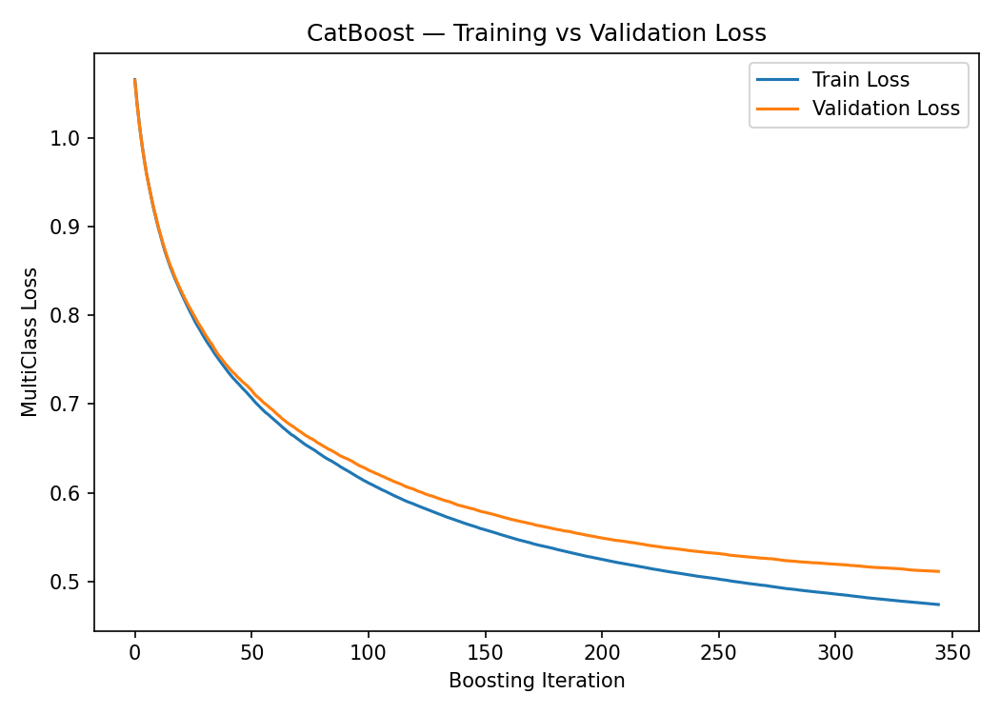 CatBoost — Training vs Validation Loss
Train Loss
Validation Loss
MultiClass Loss
1.0
0.9
0.8
0.7
0.6
0.5
0 50 100 150 200 250 300 350
Boosting Iteration